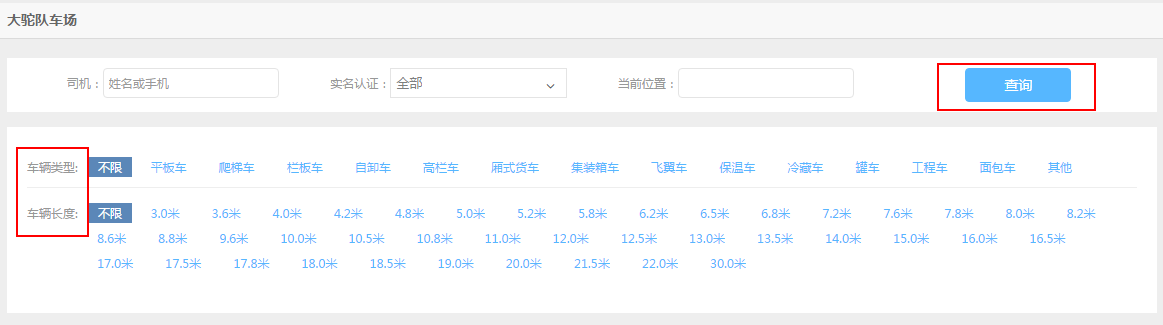 大驼队车场
司机： 姓名或手机 实名认证： 全部 当前位置： 查询
车辆类型: 不限 平板车 爬梯车 栏板车 自卸车 高栏车 厢式货车 集装箱车 飞翼车 保温车 冷藏车 罐车 工程车 面包车 其他
车辆长度: 不限 3.0米 3.6米 4.0米 4.2米 4.8米 5.0米 5.2米 5.8米 6.2米 6.5米 6.8米 7.2米 7.6米 7.8米 8.0米 8.2米
8.6米 8.8米 9.6米 10.0米 10.5米 10.8米 11.0米 12.0米 12.5米 13.0米 13.5米 14.0米 15.0米 16.0米 16.5米
17.0米 17.5米 17.8米 18.0米 18.5米 19.0米 20.0米 21.5米 22.0米 30.0米